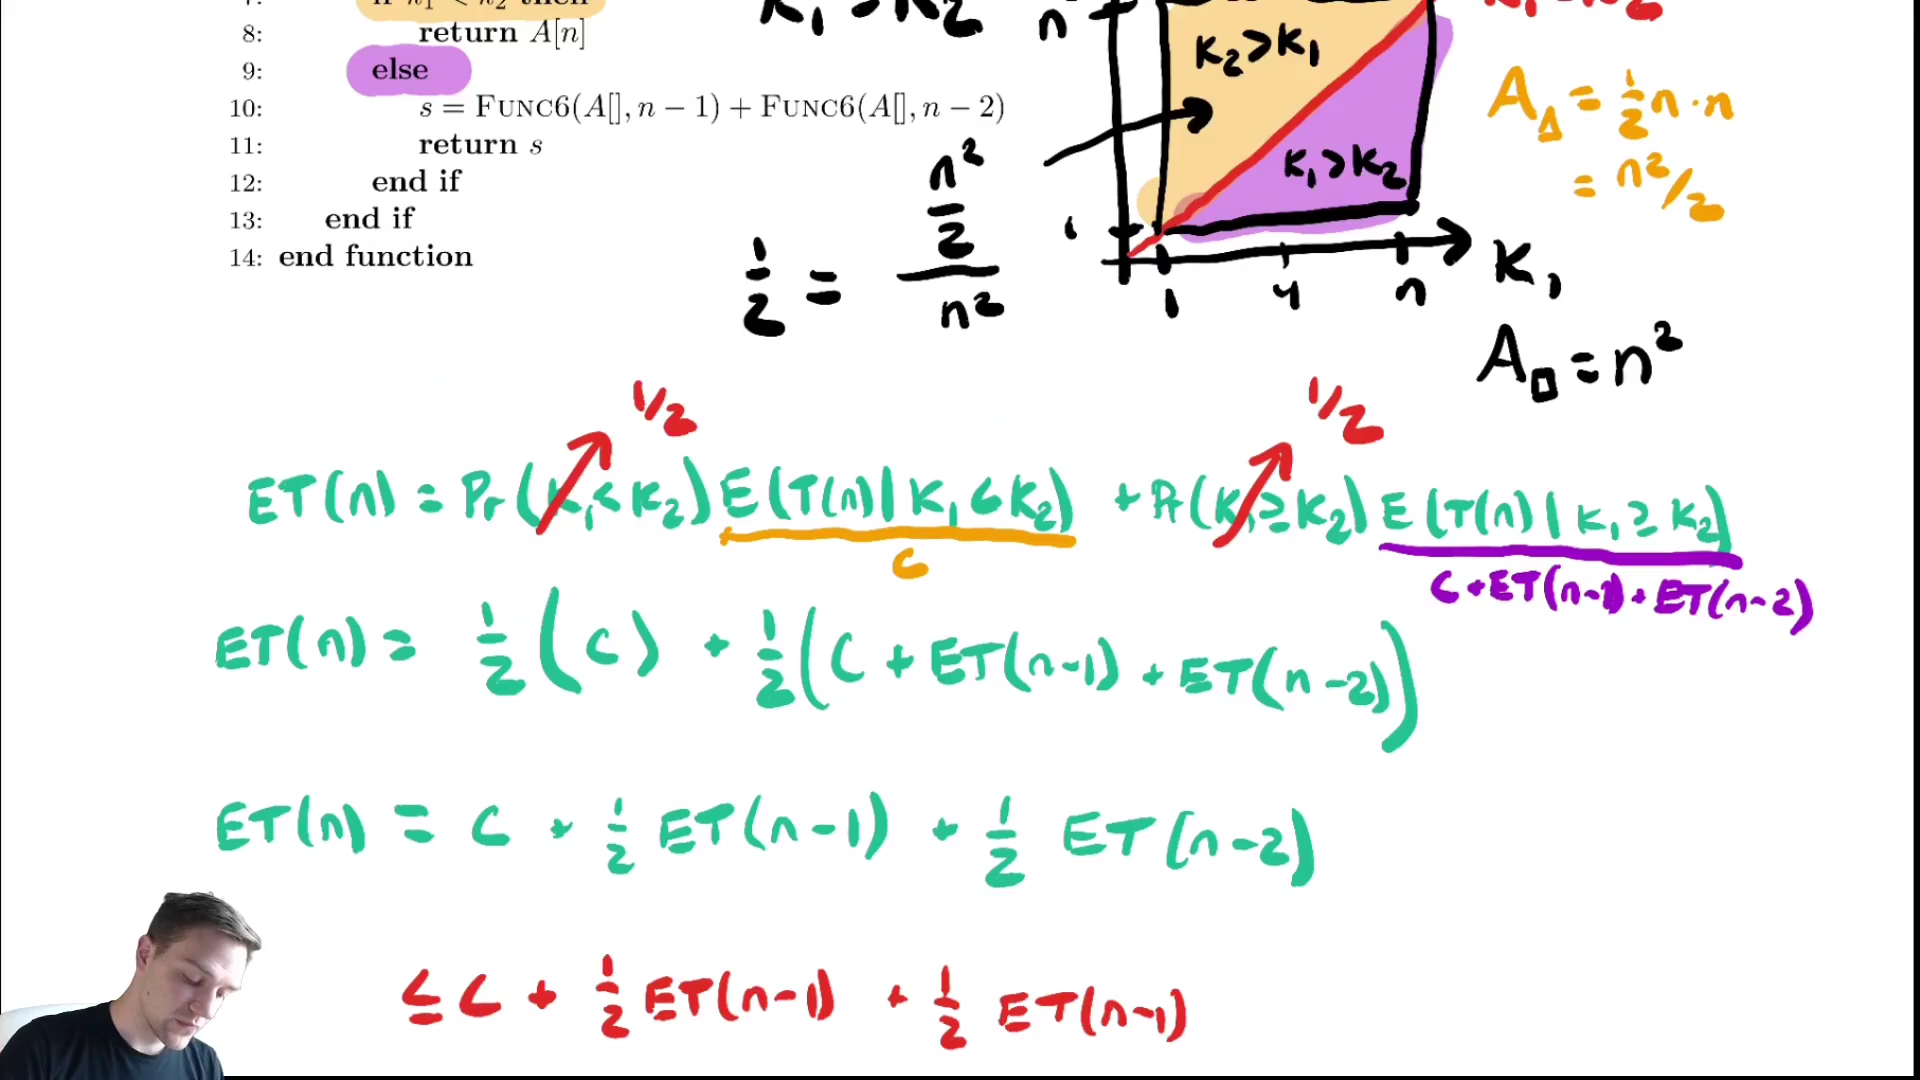 8: return A[n]
9: else
10: s = FUNC6(A[], n − 1) + FUNC6(A[], n − 2)
11: return s
12: end if
13: end if
14: end function
n
K₂>K₁
K₁>K₂
1
1 4 n K₁
A△ = ½n·n
= n²/2
A□ = n²
½ = (n²/2)/n²
1/2 1/2
ET(n) = Pr(K₁<K₂) E(T(n)|K₁<K₂) + Pr(K₁≥K₂) E(T(n)|K₁≥K₂)
C
C+ET(n-1)+ET(n-2)
ET(n) = ½(C) + ½(C + ET(n-1) + ET(n-2))
ET(n) = C + ½ ET(n-1) + ½ ET(n-2)
≤ C + ½ ET(n-1) + ½ ET(n-1)